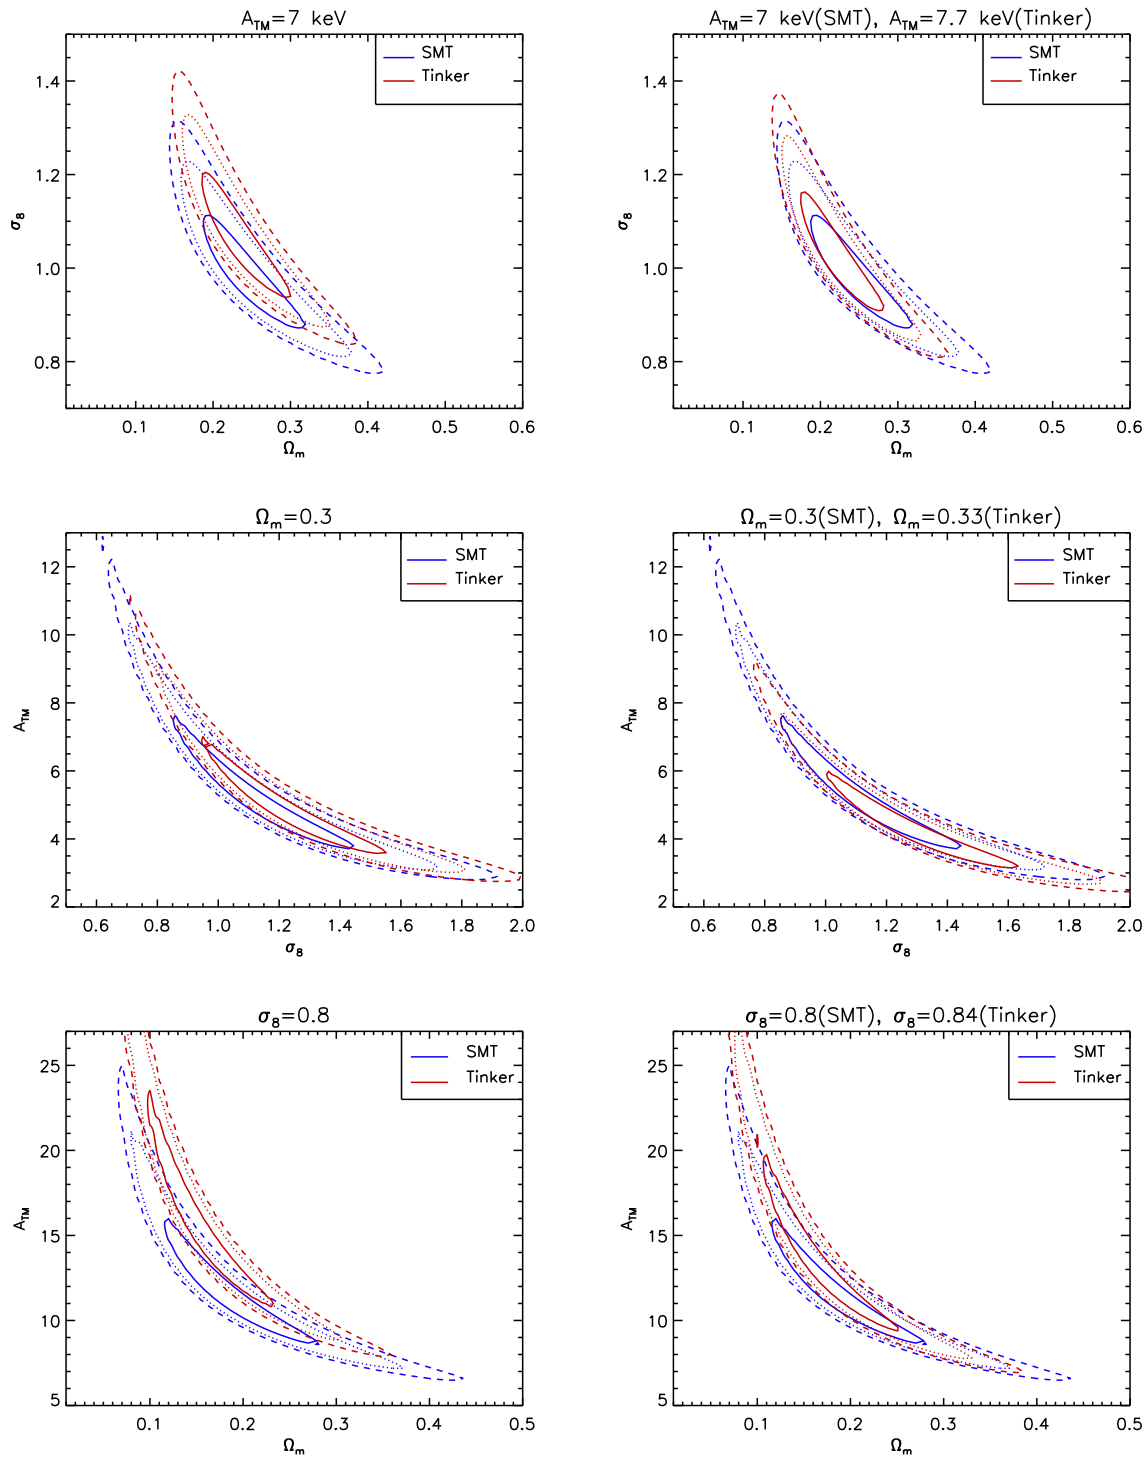 A_TM=7 keV
A_TM=7 keV(SMT), A_TM=7.7 keV(Tinker)
SMT
Tinker
SMT
Tinker
1.4
1.2
1.0
0.8
σ_8
0.1 0.2 0.3 0.4 0.5 0.6
Ω_m
1.4
1.2
1.0
0.8
σ_8
0.1 0.2 0.3 0.4 0.5 0.6
Ω_m
Ω_m=0.3
Ω_m=0.3(SMT), Ω_m=0.33(Tinker)
SMT
Tinker
SMT
Tinker
12
10
8
6
4
2
A_TM
0.6 0.8 1.0 1.2 1.4 1.6 1.8 2.0
σ_8
12
10
8
6
4
2
A_TM
0.6 0.8 1.0 1.2 1.4 1.6 1.8 2.0
σ_8
σ_8=0.8
σ_8=0.8(SMT), σ_8=0.84(Tinker)
SMT
Tinker
SMT
Tinker
25
20
15
10
5
A_TM
0.1 0.2 0.3 0.4 0.5
Ω_m
25
20
15
10
5
A_TM
0.1 0.2 0.3 0.4 0.5
Ω_m